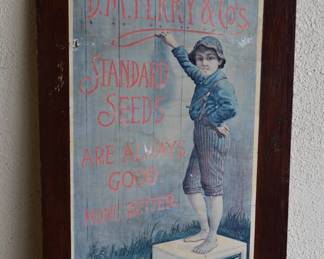 D.M. FERRY & CO'S.
STANDARD
SEEDS
ARE ALWAYS
GOOD
NONE BETTER